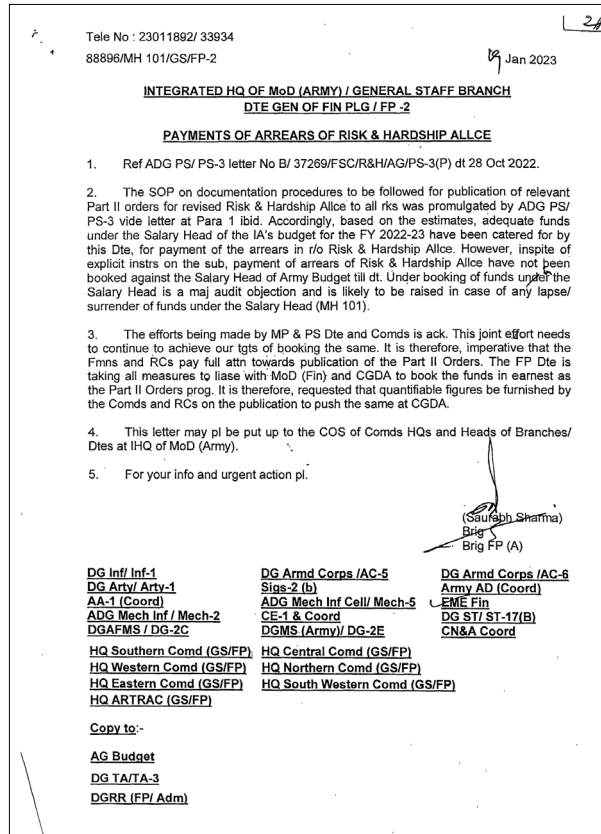 Tele No : 23011892/ 33934
88896/MH 101/GS/FP-2
Jan 2023
INTEGRATED HQ OF MoD (ARMY) / GENERAL STAFF BRANCH
DTE GEN OF FIN PLG / FP -2
PAYMENTS OF ARREARS OF RISK & HARDSHIP ALLCE
1. Ref ADG PS/ PS-3 letter No B/ 37269/FSC/R&H/AG/PS-3(P) dt 28 Oct 2022.
2. The SOP on documentation procedures to be followed for publication of relevant
Part II orders for revised Risk & Hardship Allce to all rks was promulgated by ADG PS/
PS-3 vide letter at Para 1 ibid. Accordingly, based on the estimates, adequate funds
under the Salary Head of the IA's budget for the FY 2022-23 have been catered for by
this Dte, for payment of the arrears in r/o Risk & Hardship Allce. However, inspite of
explicit instrs on the sub, payment of arrears of Risk & Hardship Allce have not been
booked against the Salary Head of Army Budget till dt. Under booking of funds under the
Salary Head is a maj audit objection and is likely to be raised in case of any lapse/
surrender of funds under the Salary Head (MH 101).
3. The efforts being made by MP & PS Dte and Comds is ack. This joint effort needs
to continue to achieve our tgts of booking the same. It is therefore, imperative that the
Fmns and RCs pay full attn towards publication of the Part II Orders. The FP Dte is
taking all measures to liase with MoD (Fin) and CGDA to book the funds in earnest as
the Part II Orders prog. It is therefore, requested that quantifiable figures be furnished by
the Comds and RCs on the publication to push the same at CGDA.
4. This letter may pl be put up to the COS of Comds HQs and Heads of Branches/
Dtes at IHQ of MoD (Army).
5. For your info and urgent action pl.
(Saurabh Sharma)
Brig
Brig FP (A)
DG Inf/ Inf-1 DG Armd Corps /AC-5 DG Armd Corps /AC-6
DG Arty/ Arty-1 Sigs-2 (b) Army AD (Coord)
AA-1 (Coord) ADG Mech Inf Cell/ Mech-5 EME Fin
ADG Mech Inf / Mech-2 CE-1 & Coord DG ST/ ST-17(B)
DGAFMS / DG-2C DGMS (Army)/ DG-2E CN&A Coord
HQ Southern Comd (GS/FP) HQ Central Comd (GS/FP)
HQ Western Comd (GS/FP) HQ Northern Comd (GS/FP)
HQ Eastern Comd (GS/FP) HQ South Western Comd (GS/FP)
HQ ARTRAC (GS/FP)
Copy to:-
AG Budget
DG TA/TA-3
DGRR (FP/ Adm)